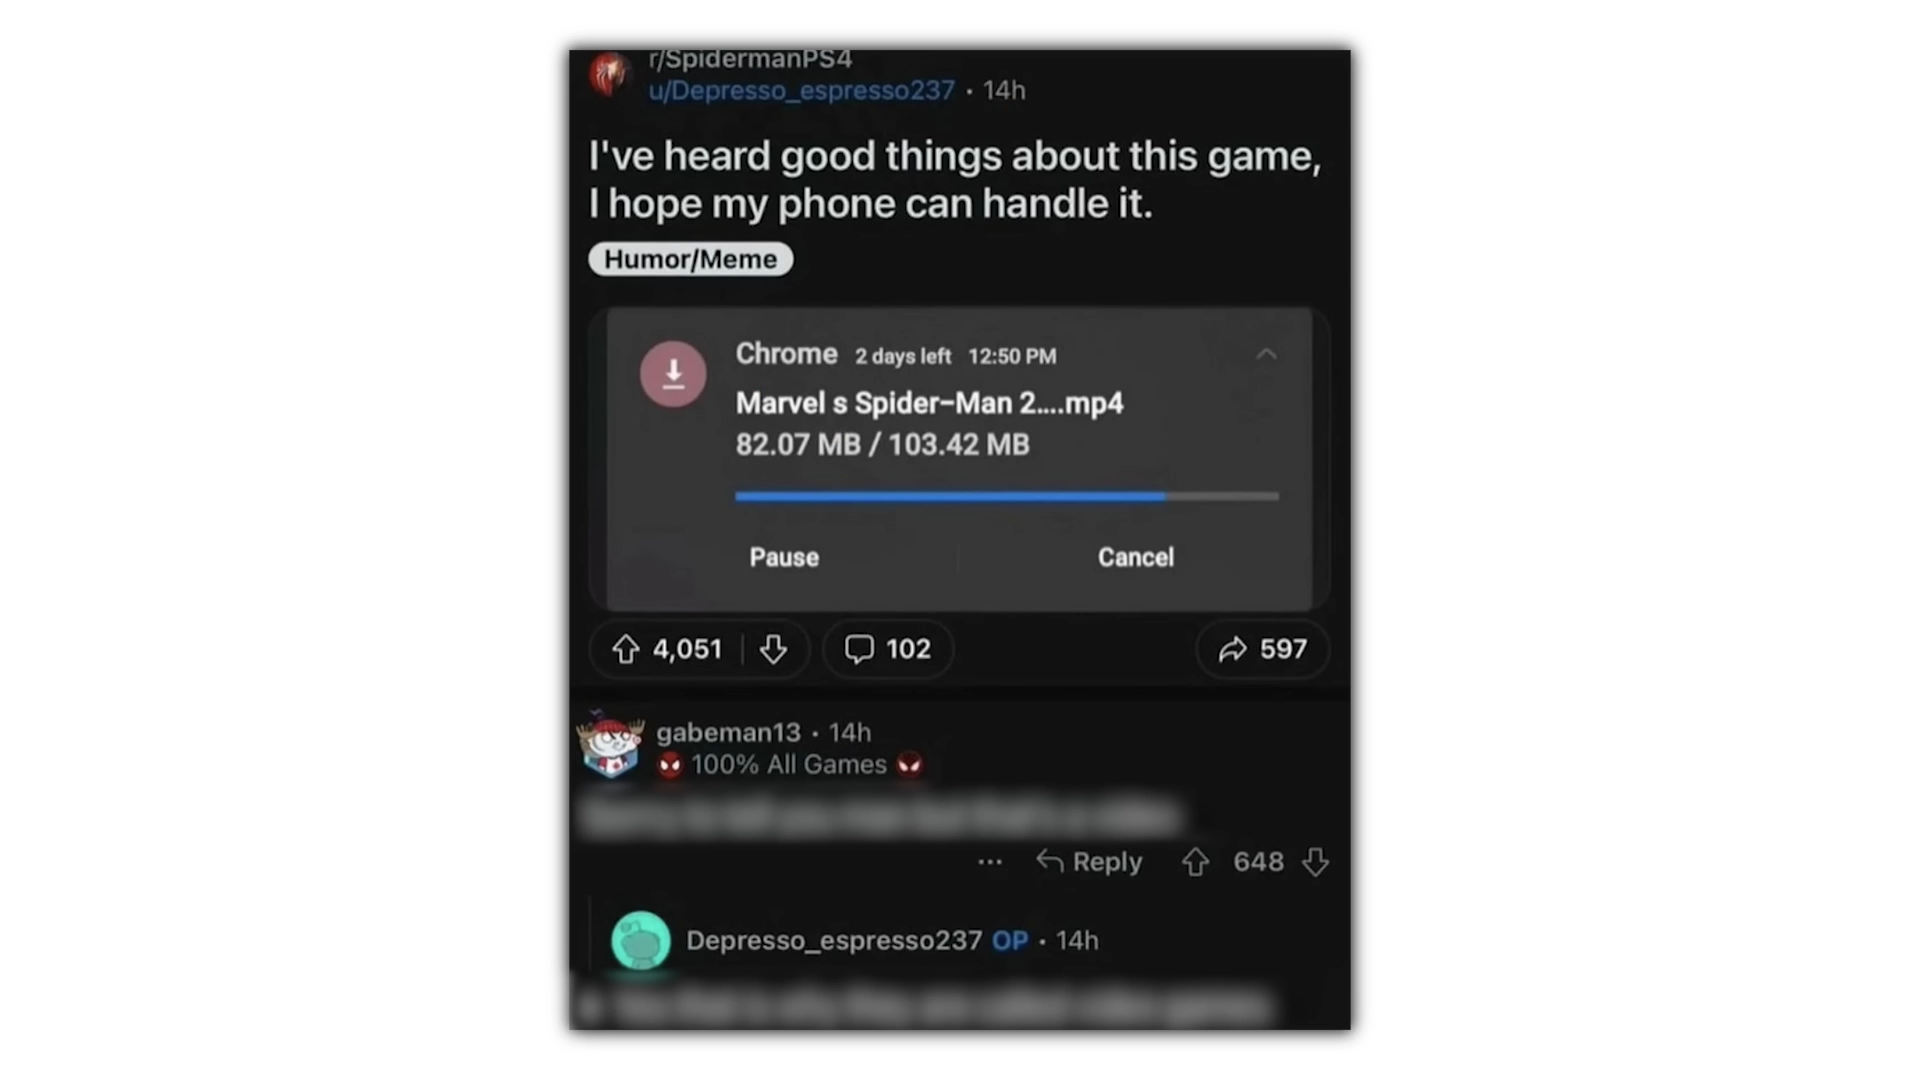 r/SpidermanPS4
u/Depresso_espresso237 • 14h
I've heard good things about this game,
I hope my phone can handle it.
Humor/Meme
Chrome 2 days left 12:50 PM
Marvel s Spider-Man 2....mp4
82.07 MB / 103.42 MB
Pause Cancel
4,051 102 597
gabeman13 • 14h
100% All Games
... Reply 648
Depresso_espresso237 OP • 14h